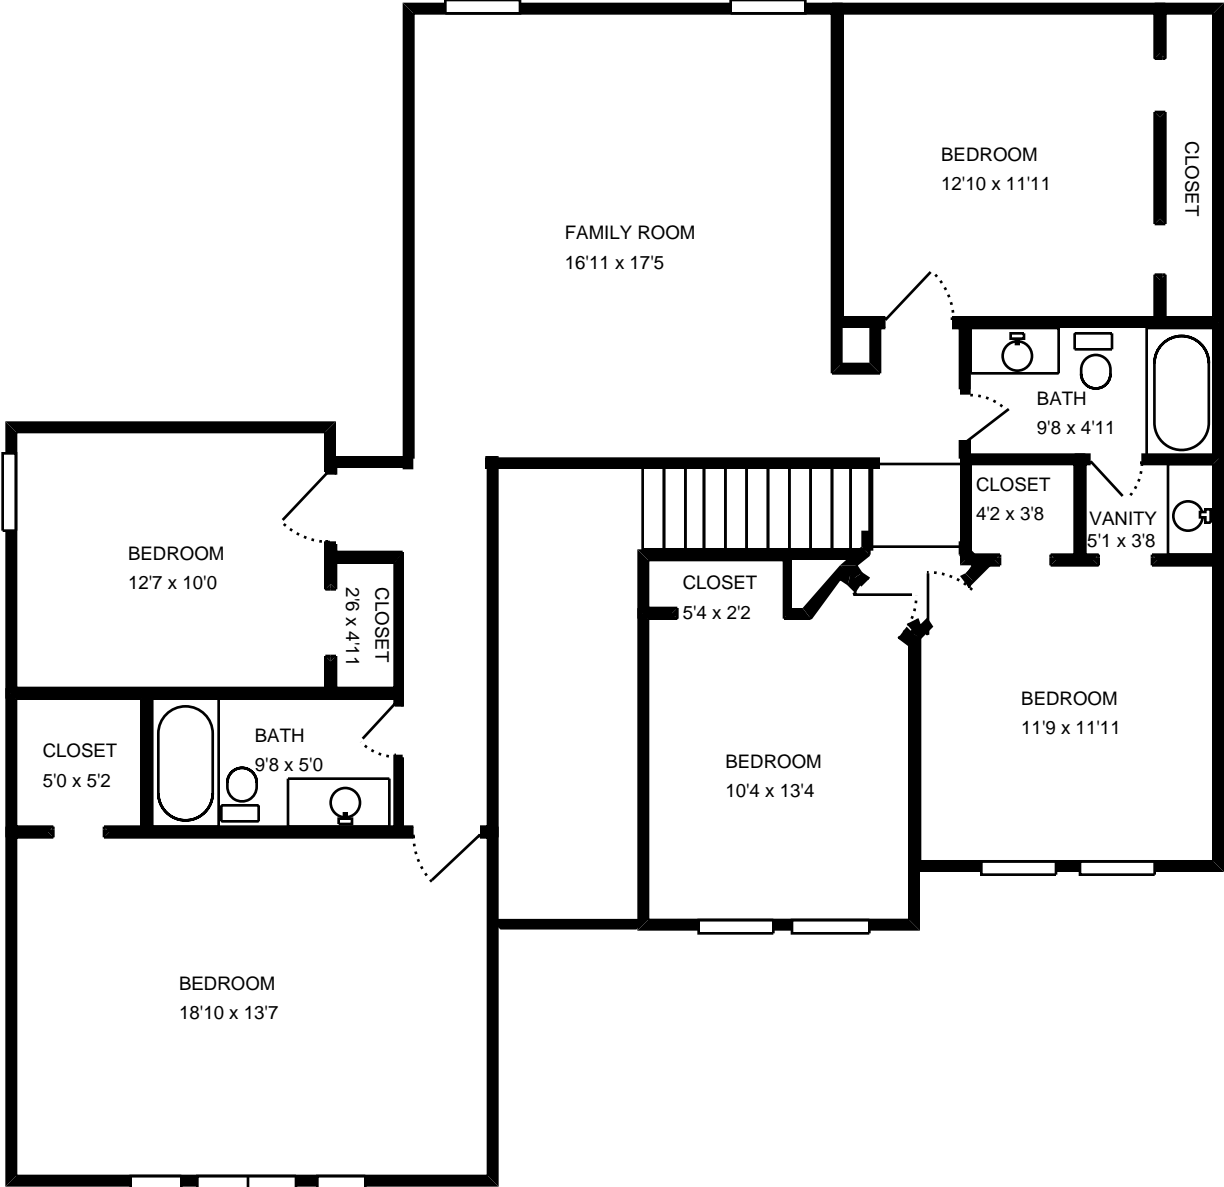 BEDROOM
12'10 x 11'11
CLOSET
FAMILY ROOM
16'11 x 17'5
BATH
9'8 x 4'11
CLOSET
4'2 x 3'8
VANITY
5'1 x 3'8
BEDROOM
12'7 x 10'0
CLOSET
2'6 x 4'11
CLOSET
5'4 x 2'2
BEDROOM
11'9 x 11'11
CLOSET
5'0 x 5'2
BATH
9'8 x 5'0
BEDROOM
10'4 x 13'4
BEDROOM
18'10 x 13'7